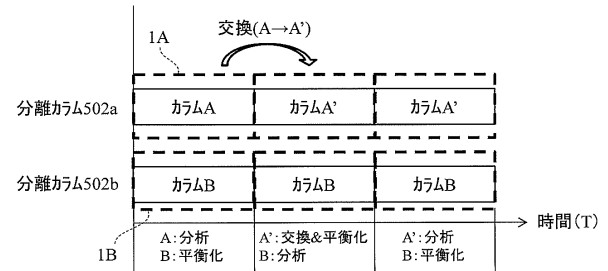 交換(A→A')
1A
分離カラム502a
カラムA
カラムA'
カラムA'
分離カラム502b
カラムB
カラムB
カラムB
時間(T)
1B
A:分析
B:平衡化
A':交換&平衡化
B:分析
A':分析
B:平衡化